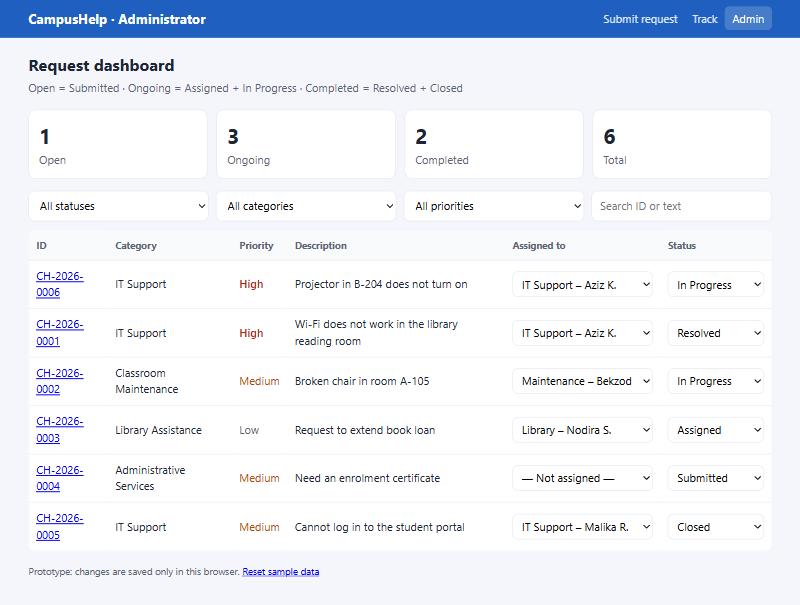 CampusHelp · Administrator
Submit request Track Admin
Request dashboard
Open = Submitted · Ongoing = Assigned + In Progress · Completed = Resolved + Closed
1 3 2 6
Open Ongoing Completed Total
All statuses All categories All priorities Search ID or text
ID Category Priority Description Assigned to Status
CH-2026-
0006
IT Support High Projector in B-204 does not turn on IT Support – Aziz K. In Progress
CH-2026-
0001
IT Support High Wi-Fi does not work in the library
reading room
IT Support – Aziz K. Resolved
CH-2026-
0002
Classroom
Maintenance
Medium Broken chair in room A-105 Maintenance – Bekzod In Progress
CH-2026-
0003
Library Assistance Low Request to extend book loan Library – Nodira S. Assigned
CH-2026-
0004
Administrative
Services
Medium Need an enrolment certificate — Not assigned — Submitted
CH-2026-
0005
IT Support Medium Cannot log in to the student portal IT Support – Malika R. Closed
Prototype: changes are saved only in this browser. Reset sample data